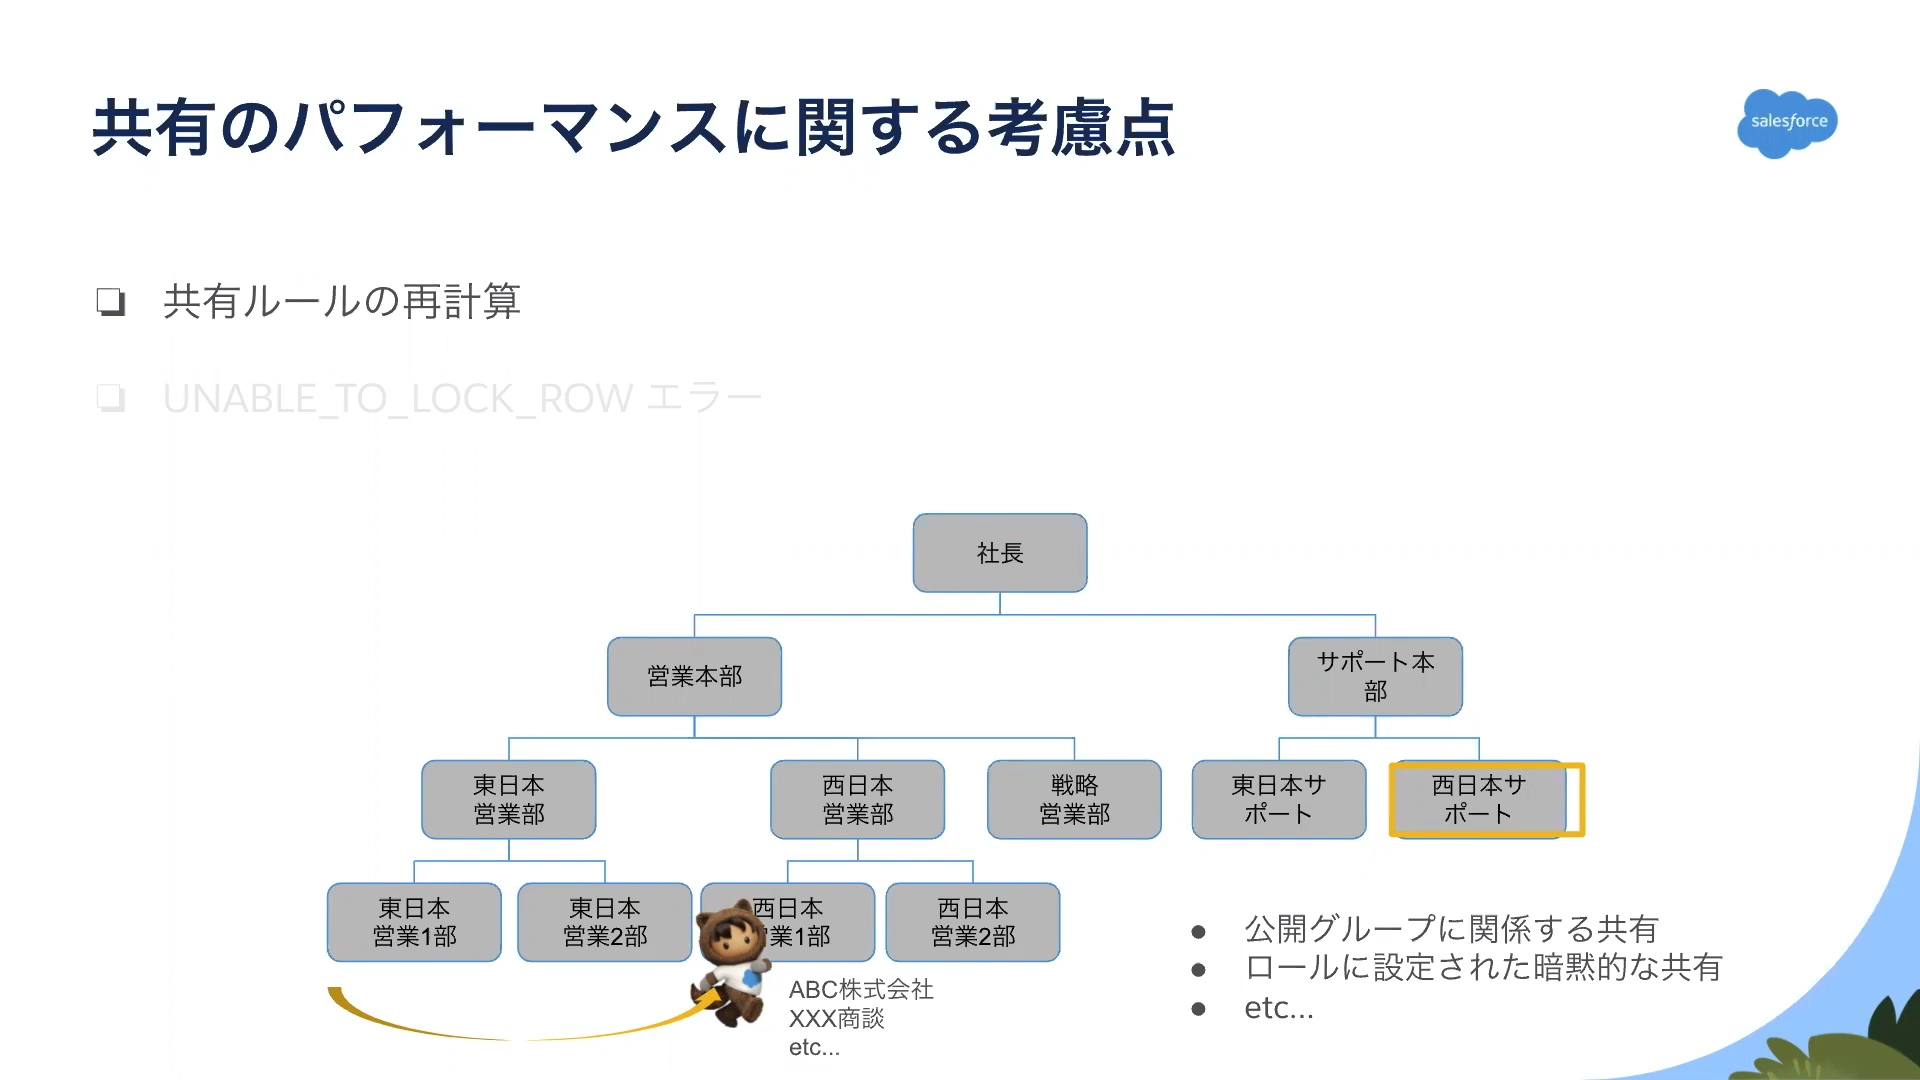 共有のパフォーマンスに関する考慮点
salesforce
❏ 共有ルールの再計算
❏ UNABLE_TO_LOCK_ROW エラー
社長
営業本部
サポート本
部
東日本
営業部
西日本
営業部
戦略
営業部
東日本サ
ポート
西日本サ
ポート
東日本
営業1部
東日本
営業2部
西日本
業1部
西日本
営業2部
ABC株式会社
XXX商談
etc...
● 公開グループに関係する共有
● ロールに設定された暗黙的な共有
● etc...